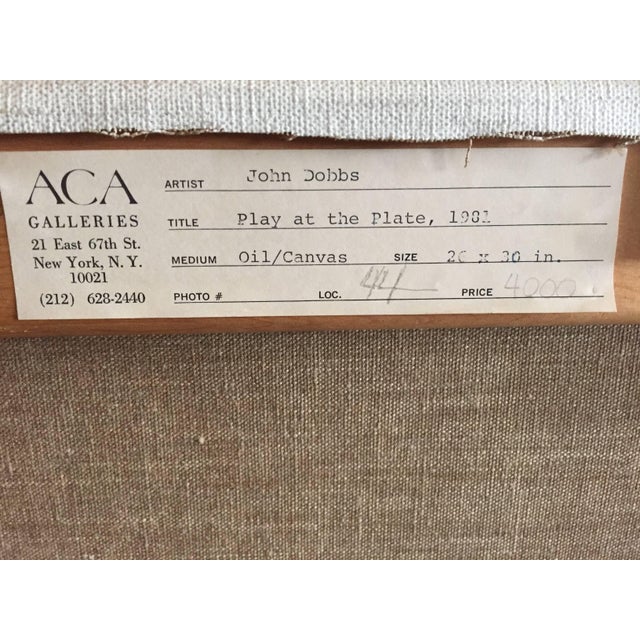 ACA
GALLERIES
21 East 67th St.
New York, N. Y.
10021
(212) 628-2440
ARTIST John Dobbs
TITLE Play at the Plate, 1981
MEDIUM Oil/Canvas SIZE 26 x 30 in.
PHOTO # LOC. PRICE 4000